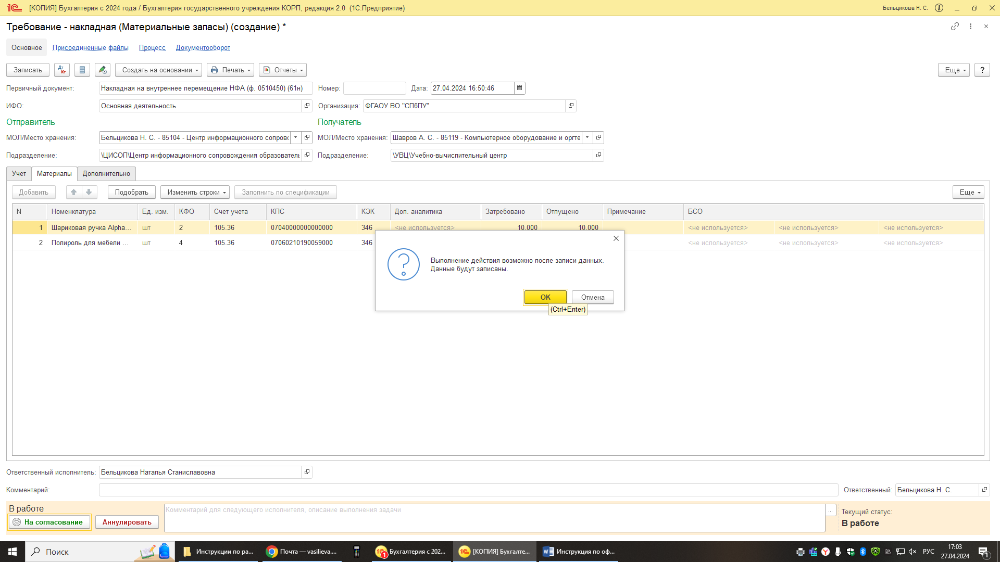 [КОПИЯ] Бухгалтерия с 2024 года / Бухгалтерия государственного учреждения КОРП, редакция 2.0 (1С:Предприятие)
Бельцикова Н. С.
Требование - накладная (Материальные запасы) (создание) *
Основное Присоединенные файлы Процесс Документооборот
Записать Дт Кт Создать на основании Печать Отчеты Еще ?
Первичный документ: Накладная на внутреннее перемещение НФА (ф. 0510450) (61н) Номер: Дата: 27.04.2024 16:50:46
ИФО: Основная деятельность Организация: ФГАОУ ВО "СПбПУ"
Отправитель Получатель
МОЛ/Место хранения: Бельцикова Н. С. - 85104 - Центр информационного сопрово МОЛ/Место хранения: Шавров А. С. - 85119 - Компьютерное оборудование и оргте
Подразделение: \ЦИСОП\Центр информационного сопровождения образователь Подразделение: \УВЦ\Учебно-вычислительный центр
Учет Материалы Дополнительно
Добавить Подобрать Изменить строки Заполнить по спецификации Еще
N Номенклатура Ед. изм. КФО Счет учета КПС КЭК Доп. аналитика Затребовано Отпущено Примечание БСО
1 Шариковая ручка Alpha... шт 2 105.36 07040000000000000 346 <не используется> 10,000 10,000 <не используется> <не используется> <не используется>
2 Полироль для мебели ... шт 4 105.36 07060210190059000 346 <не используется> <не используется> <не используется>
Выполнение действия возможно после записи данных.
Данные будут записаны.
ОК Отмена
(Ctrl+Enter)
Ответственный исполнитель: Бельцикова Наталья Станиславовна
Комментарий: Ответственный: Бельцикова Н. С.
В работе
На согласование Аннулировать Комментарий для следующего исполнителя, описание выполнения задачи ...
Текущий статус:
В работе
Поиск Инструкции по ра... Почта — vasilieva.... 1 Бухгалтерия с 202... [КОПИЯ] Бухгалте... Инструкция по оф... РУС
17:03
27.04.2024
1